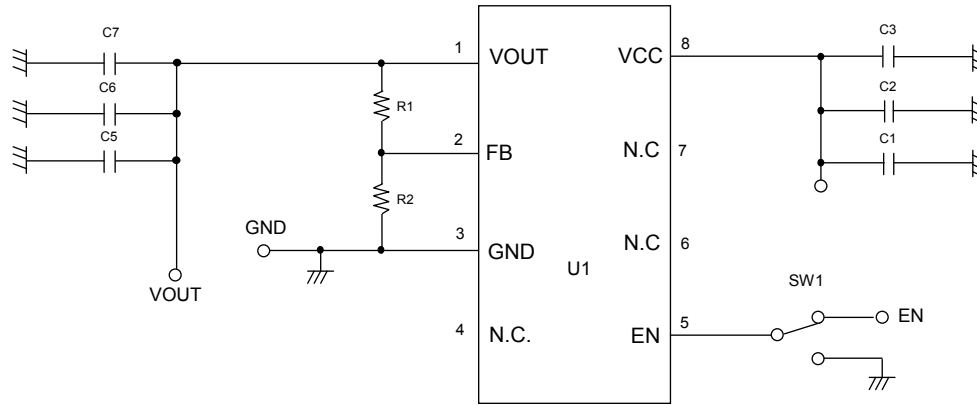 C7
C6
C5
VOUT
GND
R1
R2
1
2
3
4
VOUT
FB
GND
N.C.
U1
VCC
N.C
N.C
EN
8
7
6
5
C3
C2
C1
SW1
EN